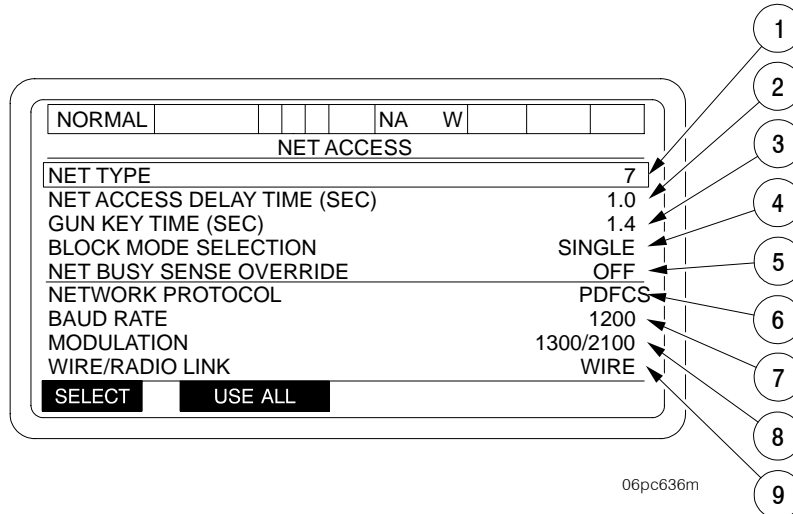 NORMAL NA W
NET ACCESS
NET TYPE 7
NET ACCESS DELAY TIME (SEC) 1.0
GUN KEY TIME (SEC) 1.4
BLOCK MODE SELECTION SINGLE
NET BUSY SENSE OVERRIDE OFF
NETWORK PROTOCOL PDFCS
BAUD RATE 1200
MODULATION 1300/2100
WIRE/RADIO LINK WIRE
SELECT USE ALL
1
2
3
4
5
6
7
8
9
06pc636m